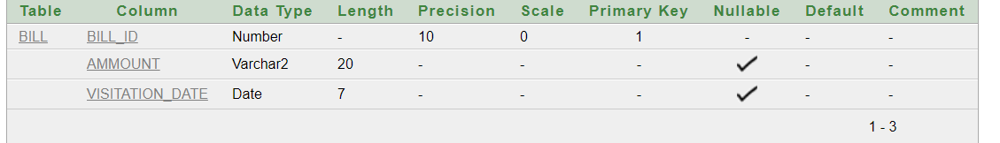 Table Column Data Type Length Precision Scale Primary Key Nullable Default Comment
BILL BILL_ID Number - 10 0 1 - - -
AMMOUNT Varchar2 20 - - - - -
VISITATION_DATE Date 7 - - - - -
1 - 3